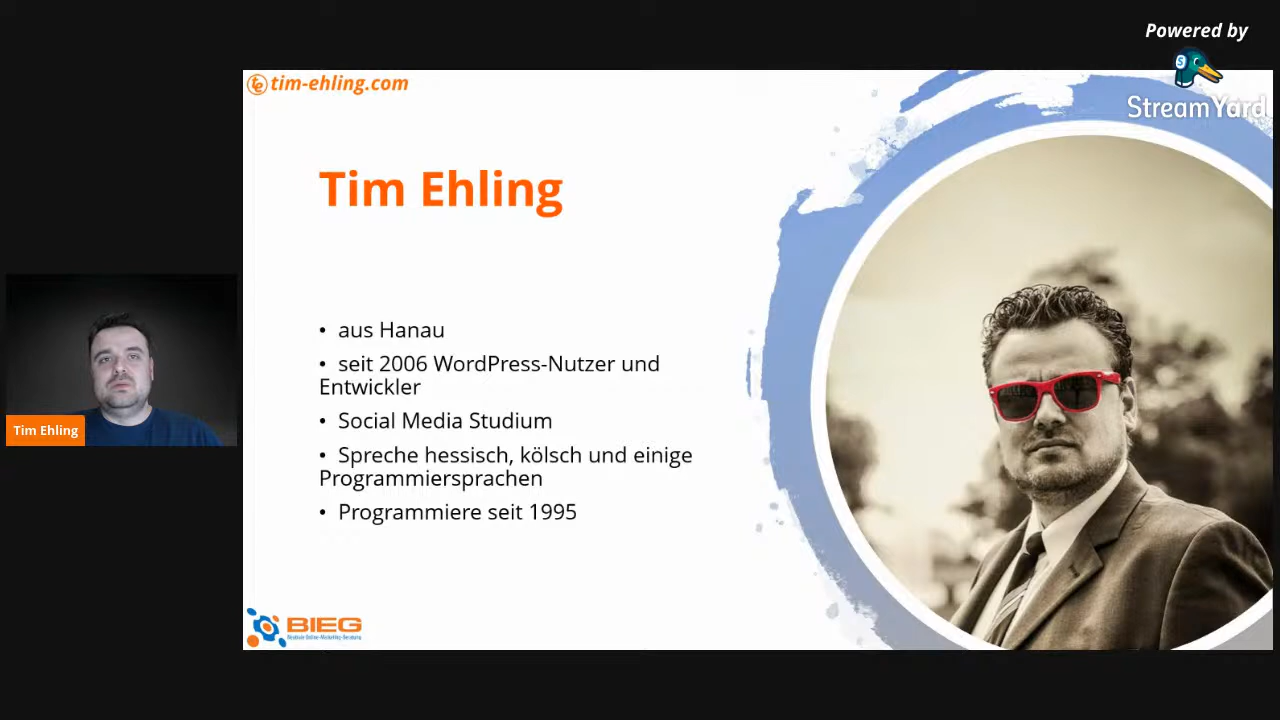 Powered by
StreamYard
tim-ehling.com
Tim Ehling
• aus Hanau
• seit 2006 WordPress-Nutzer und
Entwickler
• Social Media Studium
• Spreche hessisch, kölsch und einige
Programmiersprachen
• Programmiere seit 1995
Tim Ehling
BIEG